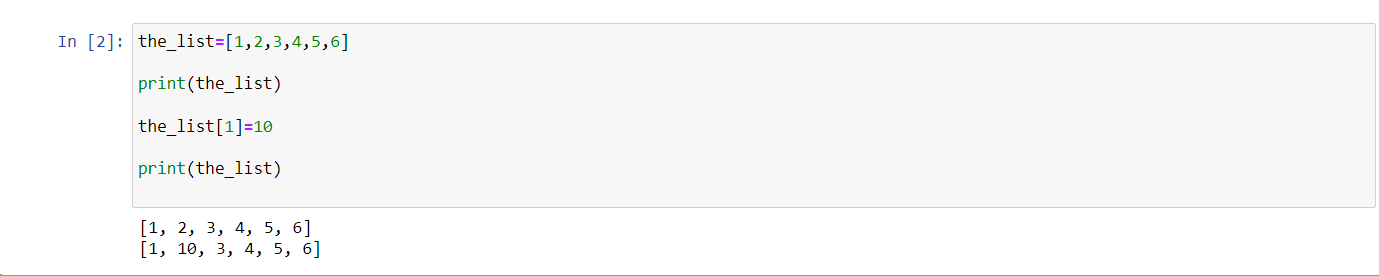 In [2]: the_list=[1,2,3,4,5,6]
print(the_list)
the_list[1]=10
print(the_list)
[1, 2, 3, 4, 5, 6]
[1, 10, 3, 4, 5, 6]